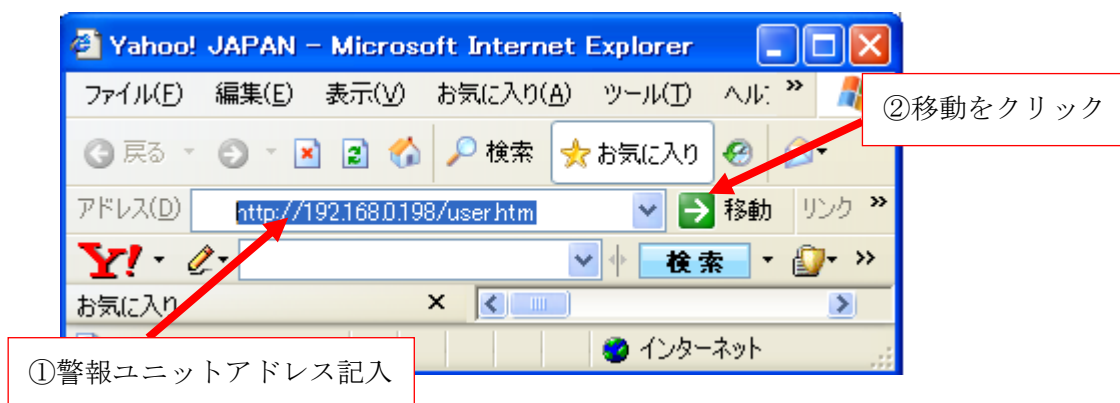 Yahoo! JAPAN - Microsoft Internet Explorer
ファイル(F) 編集(E) 表示(V) お気に入り(A) ツール(T) ヘル: »
②移動をクリック
戻る 検索 お気に入り
アドレス(D) http://192.168.0.198/user.htm 移動 リンク »
Y! 検索 »
お気に入り ×
インターネット
①警報ユニットアドレス記入